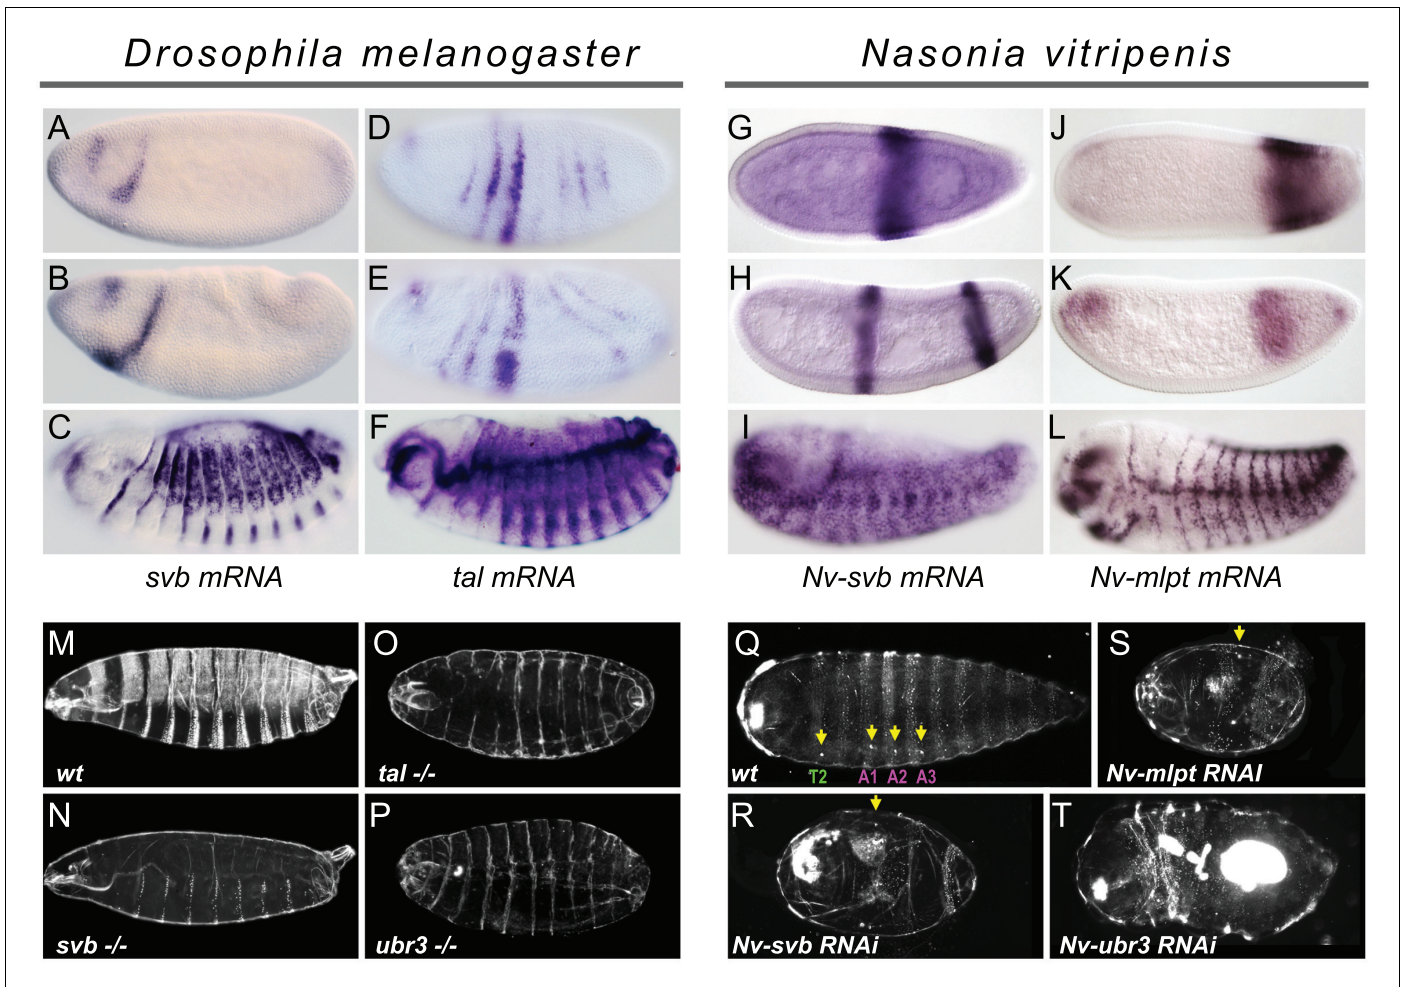 Drosophila melanogaster
Nasonia vitripenis
A
D
G
J
B
E
H
K
C
F
I
L
svb mRNA
tal mRNA
Nv-svb mRNA
Nv-mlpt mRNA
M
O
Q
S
T2
A1
A2
A3
wt
tal -/-
wt
Nv-mlpt RNAI
N
P
R
T
svb -/-
ubr3 -/-
Nv-svb RNAi
Nv-ubr3 RNAi